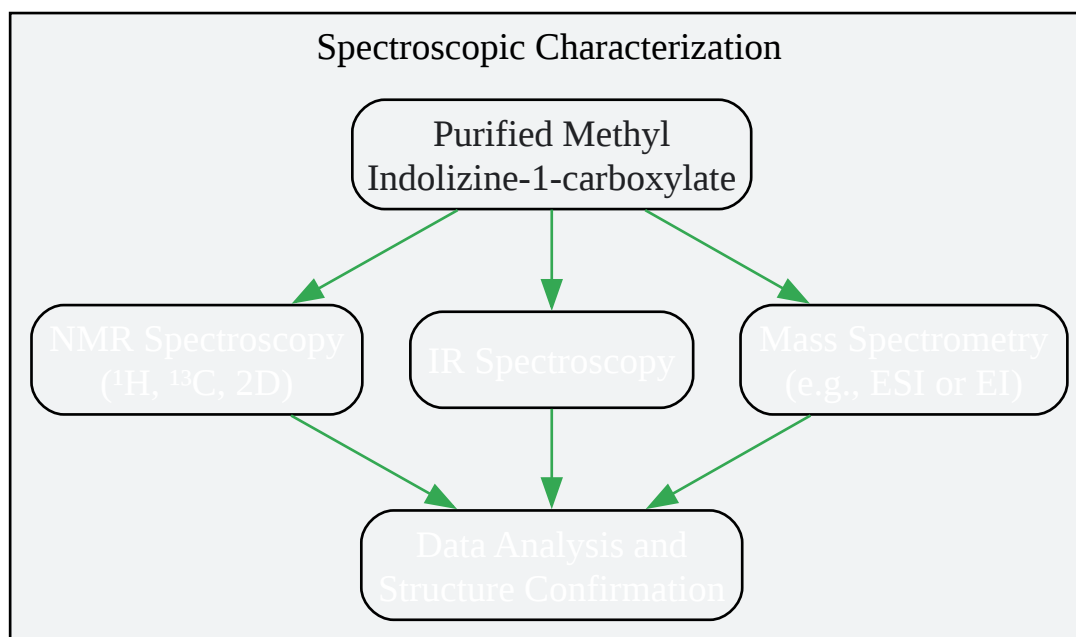 Spectroscopic Characterization
Purified Methyl
Indolizine-1-carboxylate
NMR Spectroscopy
(¹H, ¹³C, 2D)
IR Spectroscopy
Mass Spectrometry
(e.g., ESI or EI)
Data Analysis and
Structure Confirmation